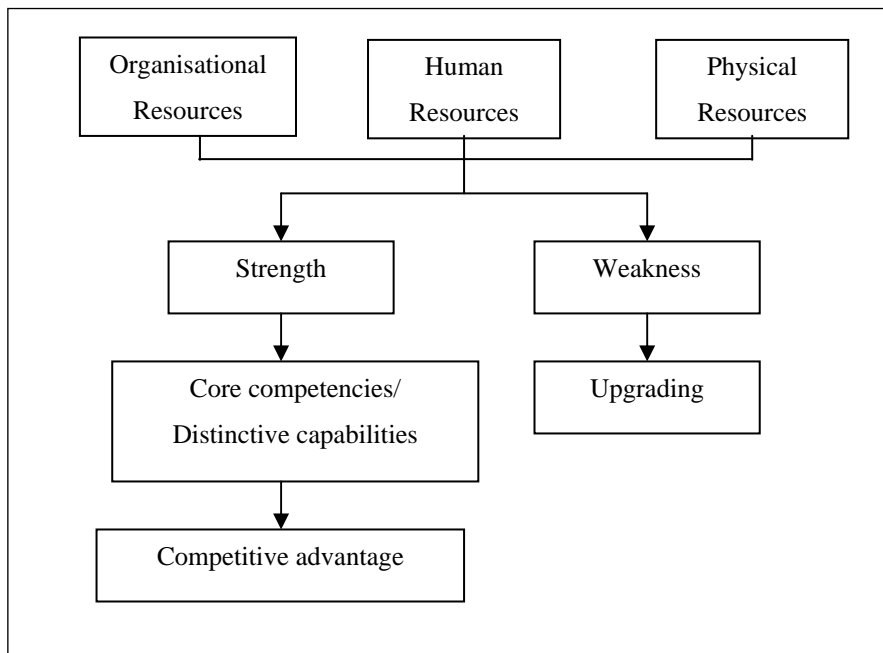 Organisational
Resources
Human
Resources
Physical
Resources
Strength
Weakness
Core competencies/
Distinctive capabilities
Upgrading
Competitive advantage